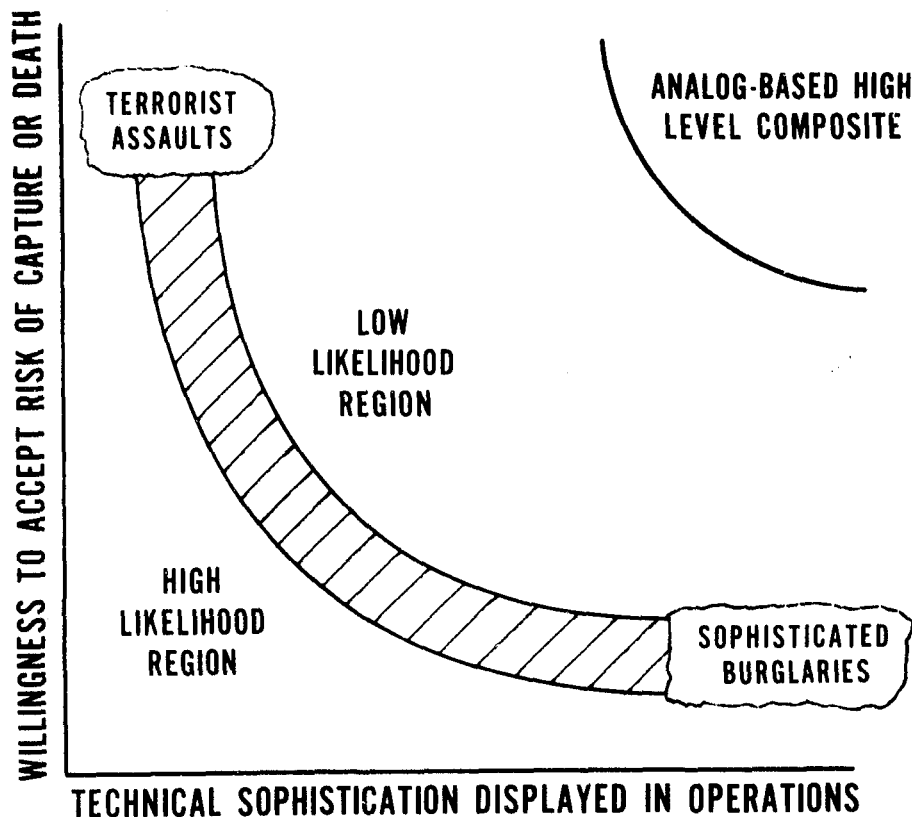 WILLINGNESS TO ACCEPT RISK OF CAPTURE OR DEATH
TERRORIST
ASSAULTS
ANALOG-BASED HIGH
LEVEL COMPOSITE
LOW
LIKELIHOOD
REGION
HIGH
LIKELIHOOD
REGION
SOPHISTICATED
BURGLARIES
TECHNICAL SOPHISTICATION DISPLAYED IN OPERATIONS